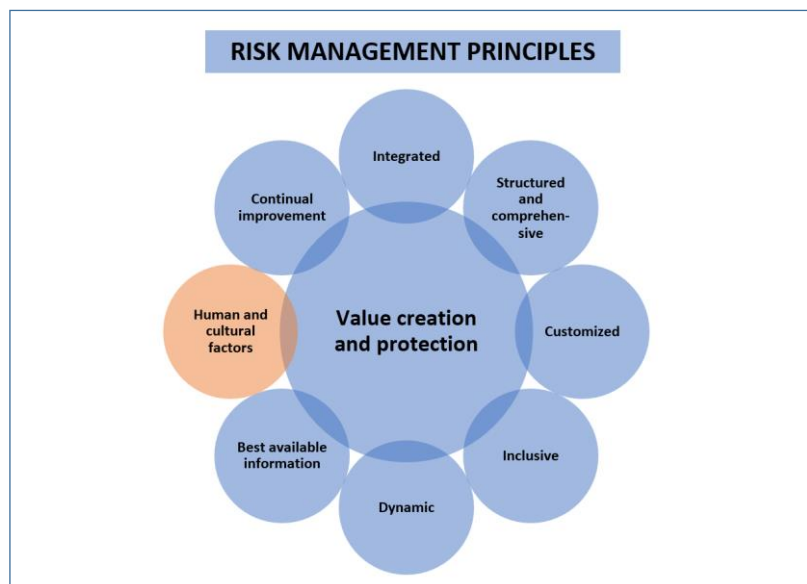 RISK MANAGEMENT PRINCIPLES
Integrated
Structured
and
comprehen-
sive
Customized
Inclusive
Dynamic
Best available
information
Human and
cultural
factors
Continual
improvement
Value creation
and protection